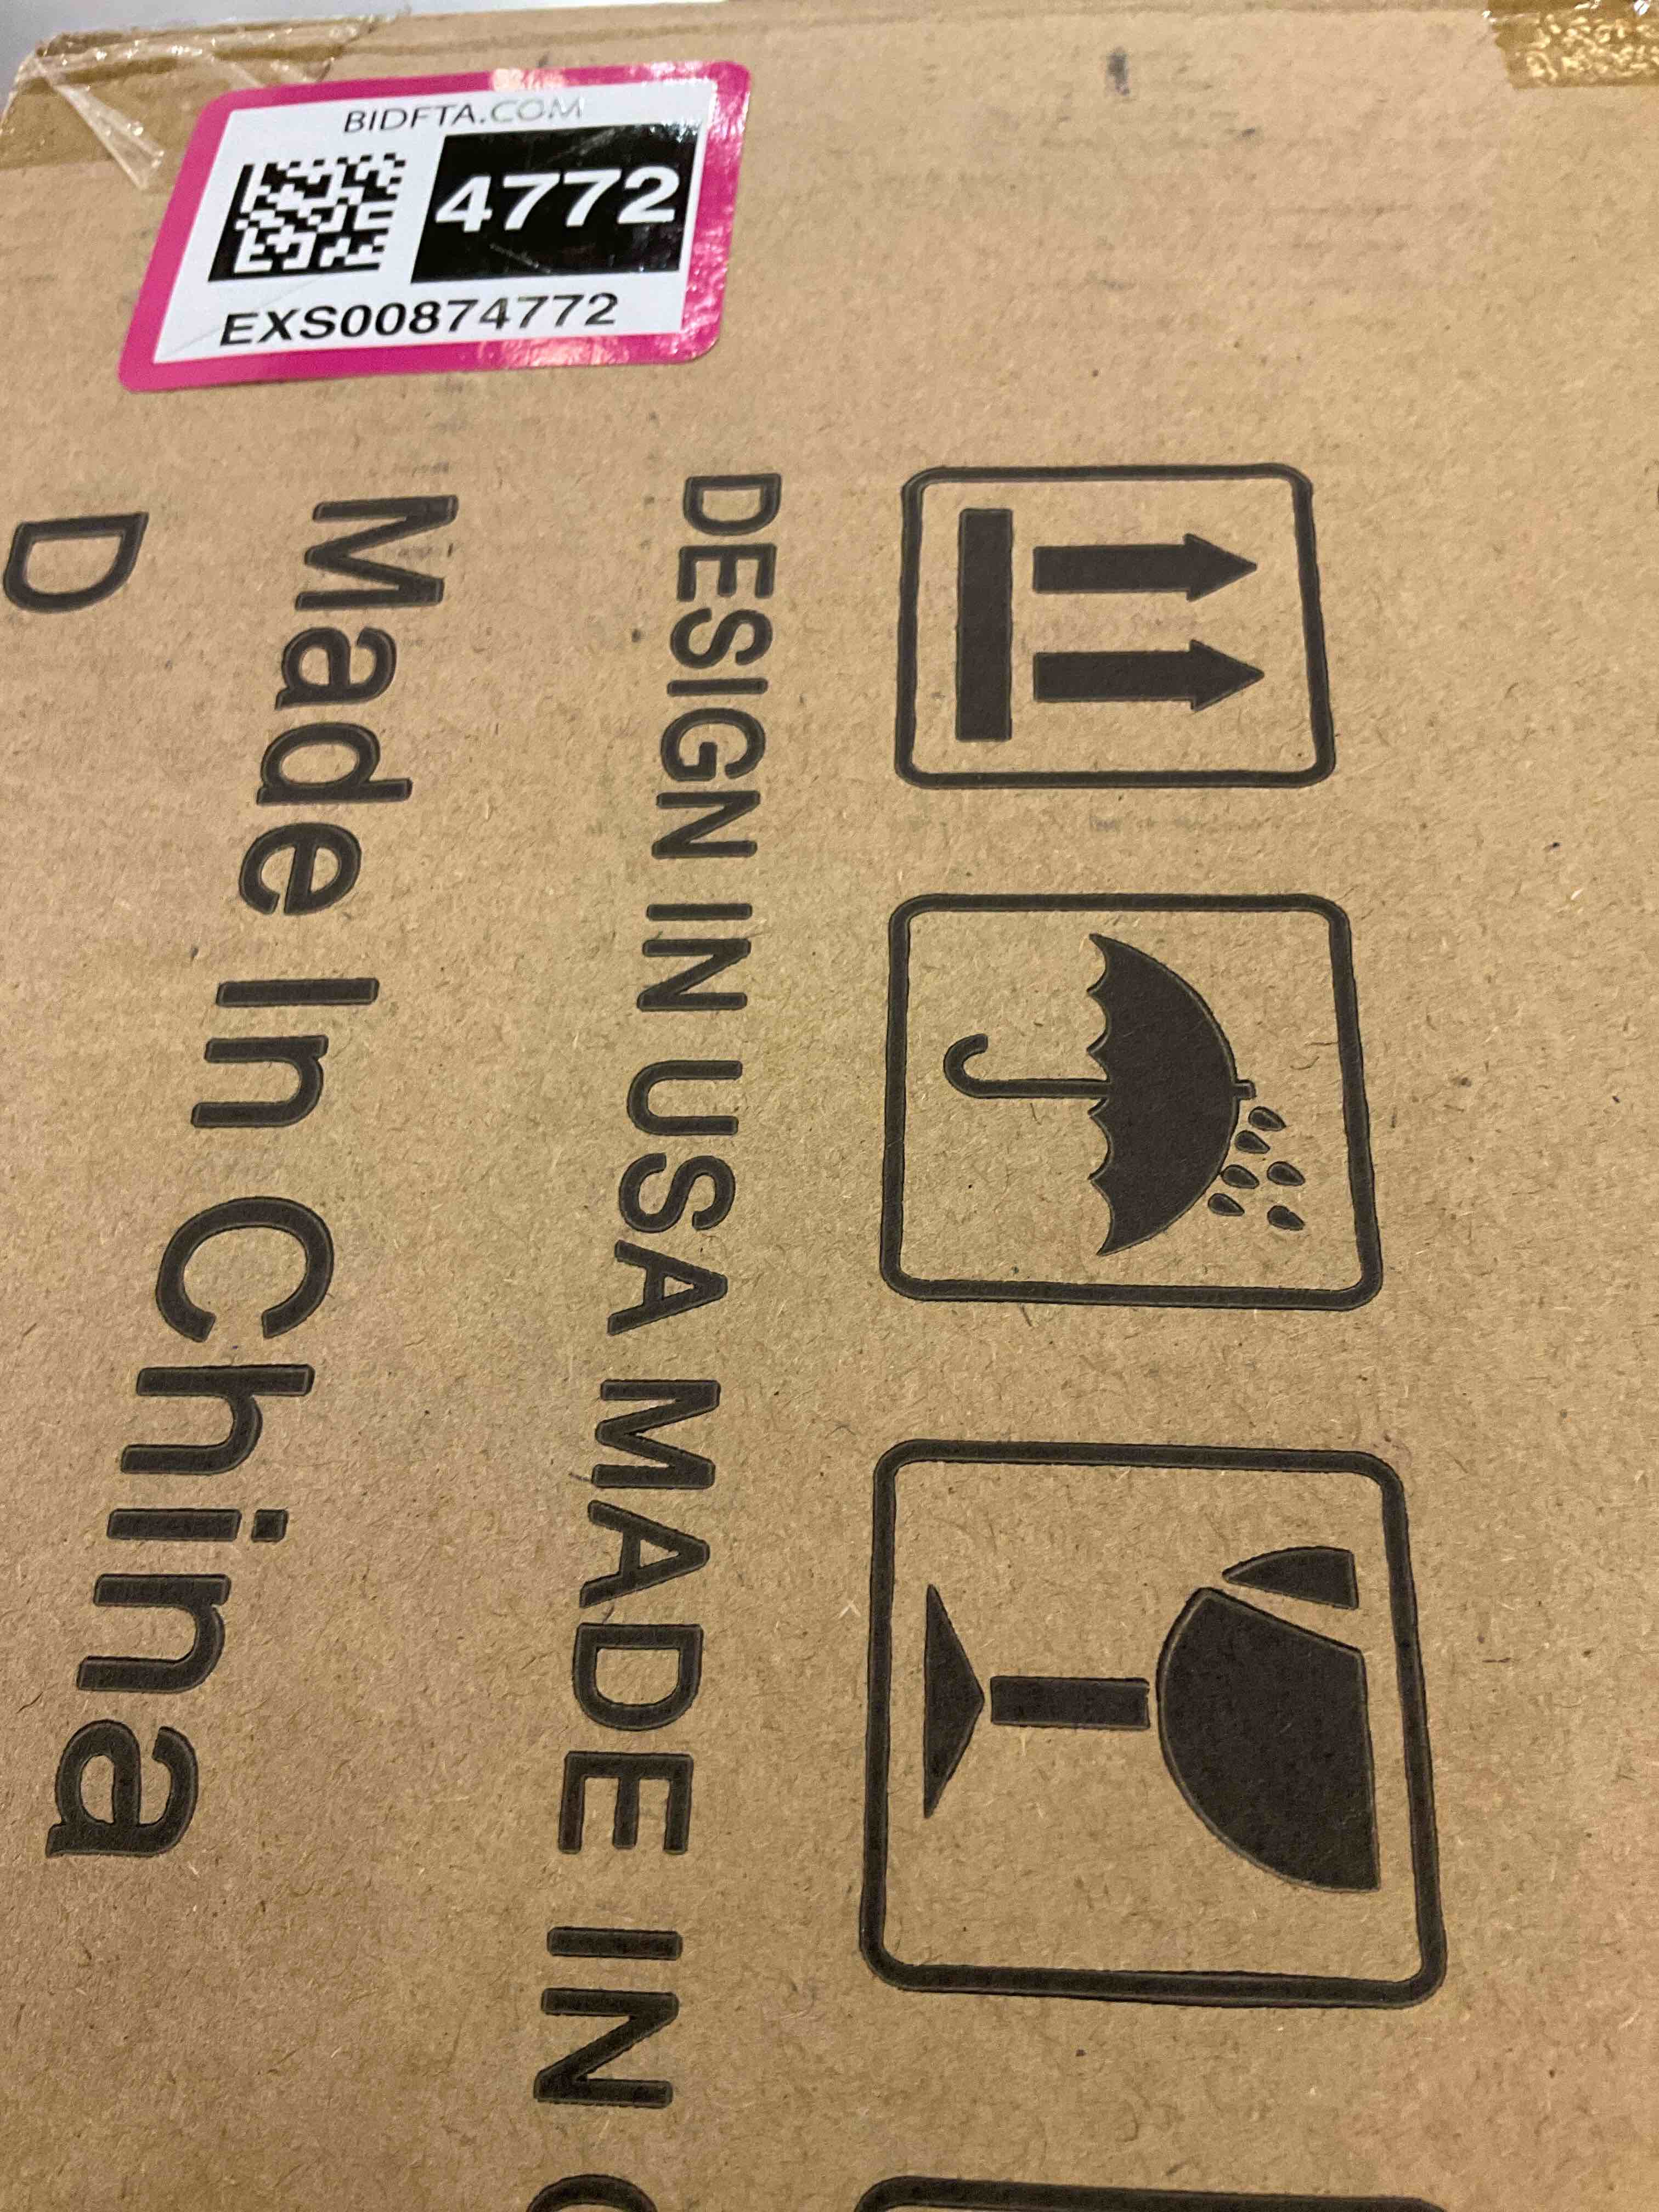 BIDFTA.COM
4772
EXS00874772
DESIGN IN USA MADE IN
Made In China
D